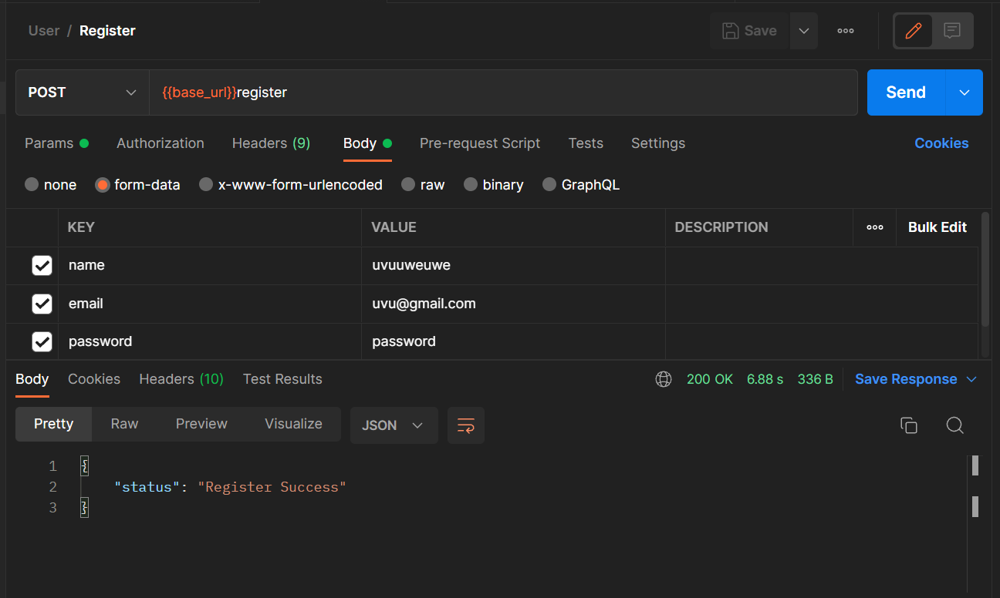 User / Register Save
POST {{base_url}}register Send
Params Authorization Headers (9) Body Pre-request Script Tests Settings Cookies
none form-data x-www-form-urlencoded raw binary GraphQL
KEY VALUE DESCRIPTION Bulk Edit
name uvuuweuwe
email uvu@gmail.com
password password
Body Cookies Headers (10) Test Results 200 OK 6.88 s 336 B Save Response
Pretty Raw Preview Visualize JSON
1 {
2 "status": "Register Success"
3 }